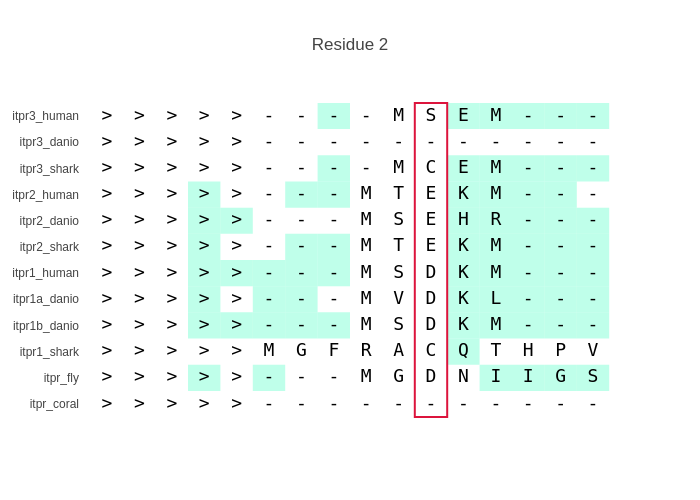 Residue 2
itpr3_human > > > > > - - - - M S E M - - -
itpr3_danio > > > > > - - - - - - - - - - -
itpr3_shark > > > > > - - - - M C E M - - -
itpr2_human > > > > > - - - M T E K M - - -
itpr2_danio > > > > > - - - M S E H R - - -
itpr2_shark > > > > > - - - M T E K M - - -
itpr1_human > > > > > - - - M S D K M - - -
itpr1a_danio > > > > > - - - M V D K L - - -
itpr1b_danio > > > > > - - - M S D K M - - -
itpr1_shark > > > > > M G F R A C Q T H P V
itpr_fly > > > > > - - - M G D N I I G S
itpr_coral > > > > > - - - - - - - - - - -